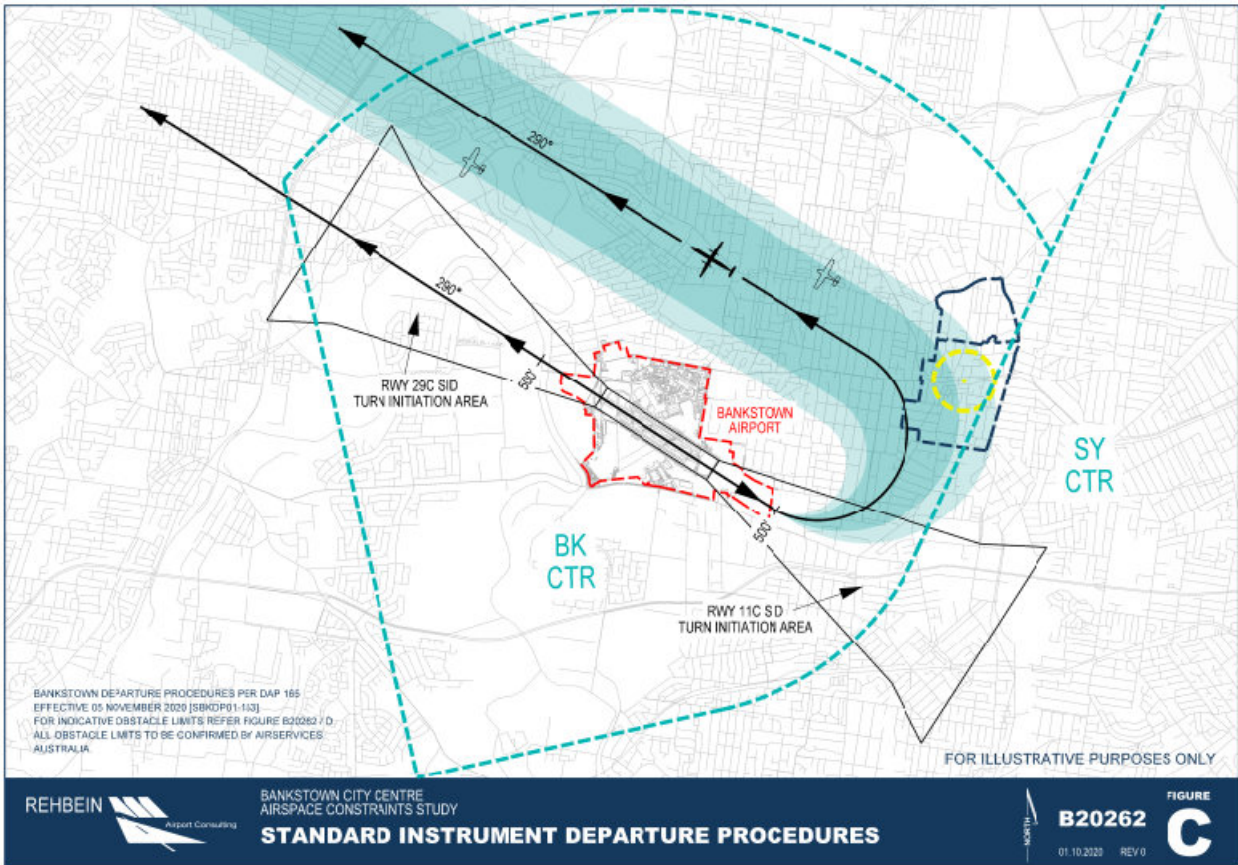 290°
290°
500'
RWY 29C SID
TURN INITIATION AREA
BANKSTOWN
AIRPORT
SY
CTR
500'
BK
CTR
RWY 11C S D
TURN INITIATION AREA
BANKSTOWN DEPARTURE PROCEDURES PER DAP 165
EFFECTIVE 05 NOVEMBER 2020 [SBKDP01-163]
FOR INDICATIVE OBSTACLE LIMITS REFER FIGURE B20262 / D
ALL OBSTACLE LIMITS TO BE CONFIRMED BY AIRSERVICES
AUSTRALIA
FOR ILLUSTRATIVE PURPOSES ONLY
REHBEIN
Airport Consulting
BANKSTOWN CITY CENTRE
AIRSPACE CONSTRAINTS STUDY
STANDARD INSTRUMENT DEPARTURE PROCEDURES
NORTH
B20262
01.10.2020 REV 0
FIGURE
C